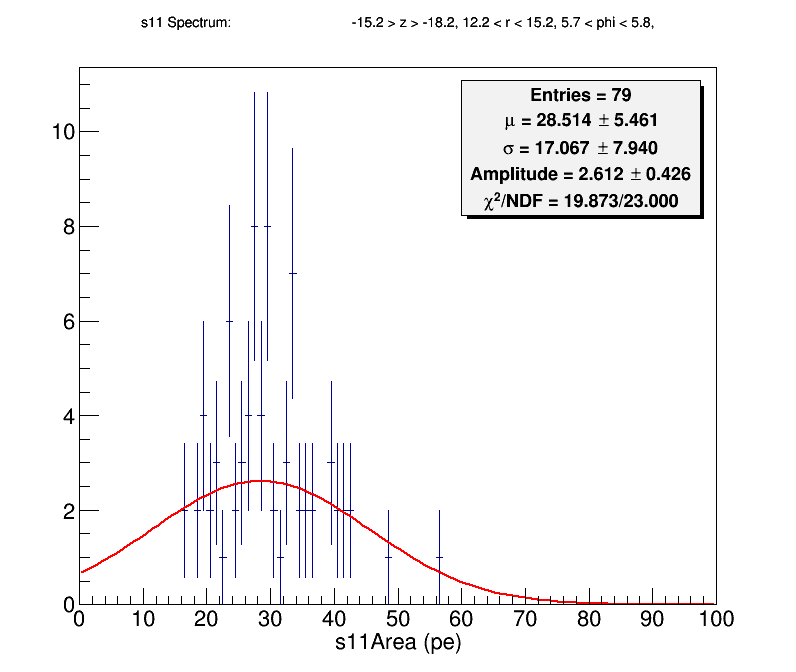 s11 Spectrum: -15.2 > z > -18.2, 12.2 < r < 15.2, 5.7 < phi < 5.8,
Entries = 79
μ = 28.514 ± 5.461
σ = 17.067 ± 7.940
Amplitude = 2.612 ± 0.426
χ²/NDF = 19.873/23.000
10
8
6
4
2
0
0 10 20 30 40 50 60 70 80 90 100
s11Area (pe)